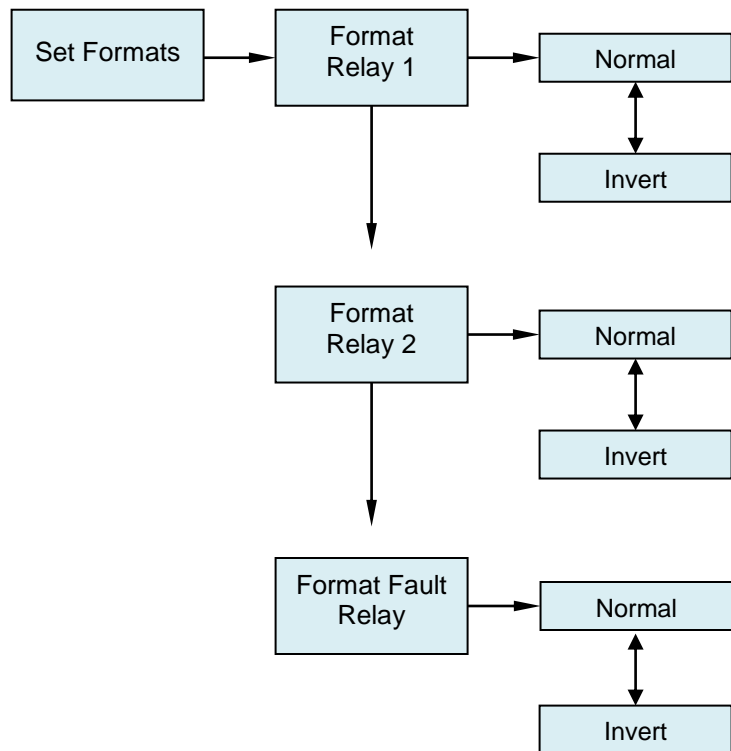 Set Formats
Format
Relay 1
Normal
Invert
Format
Relay 2
Normal
Invert
Format Fault
Relay
Normal
Invert